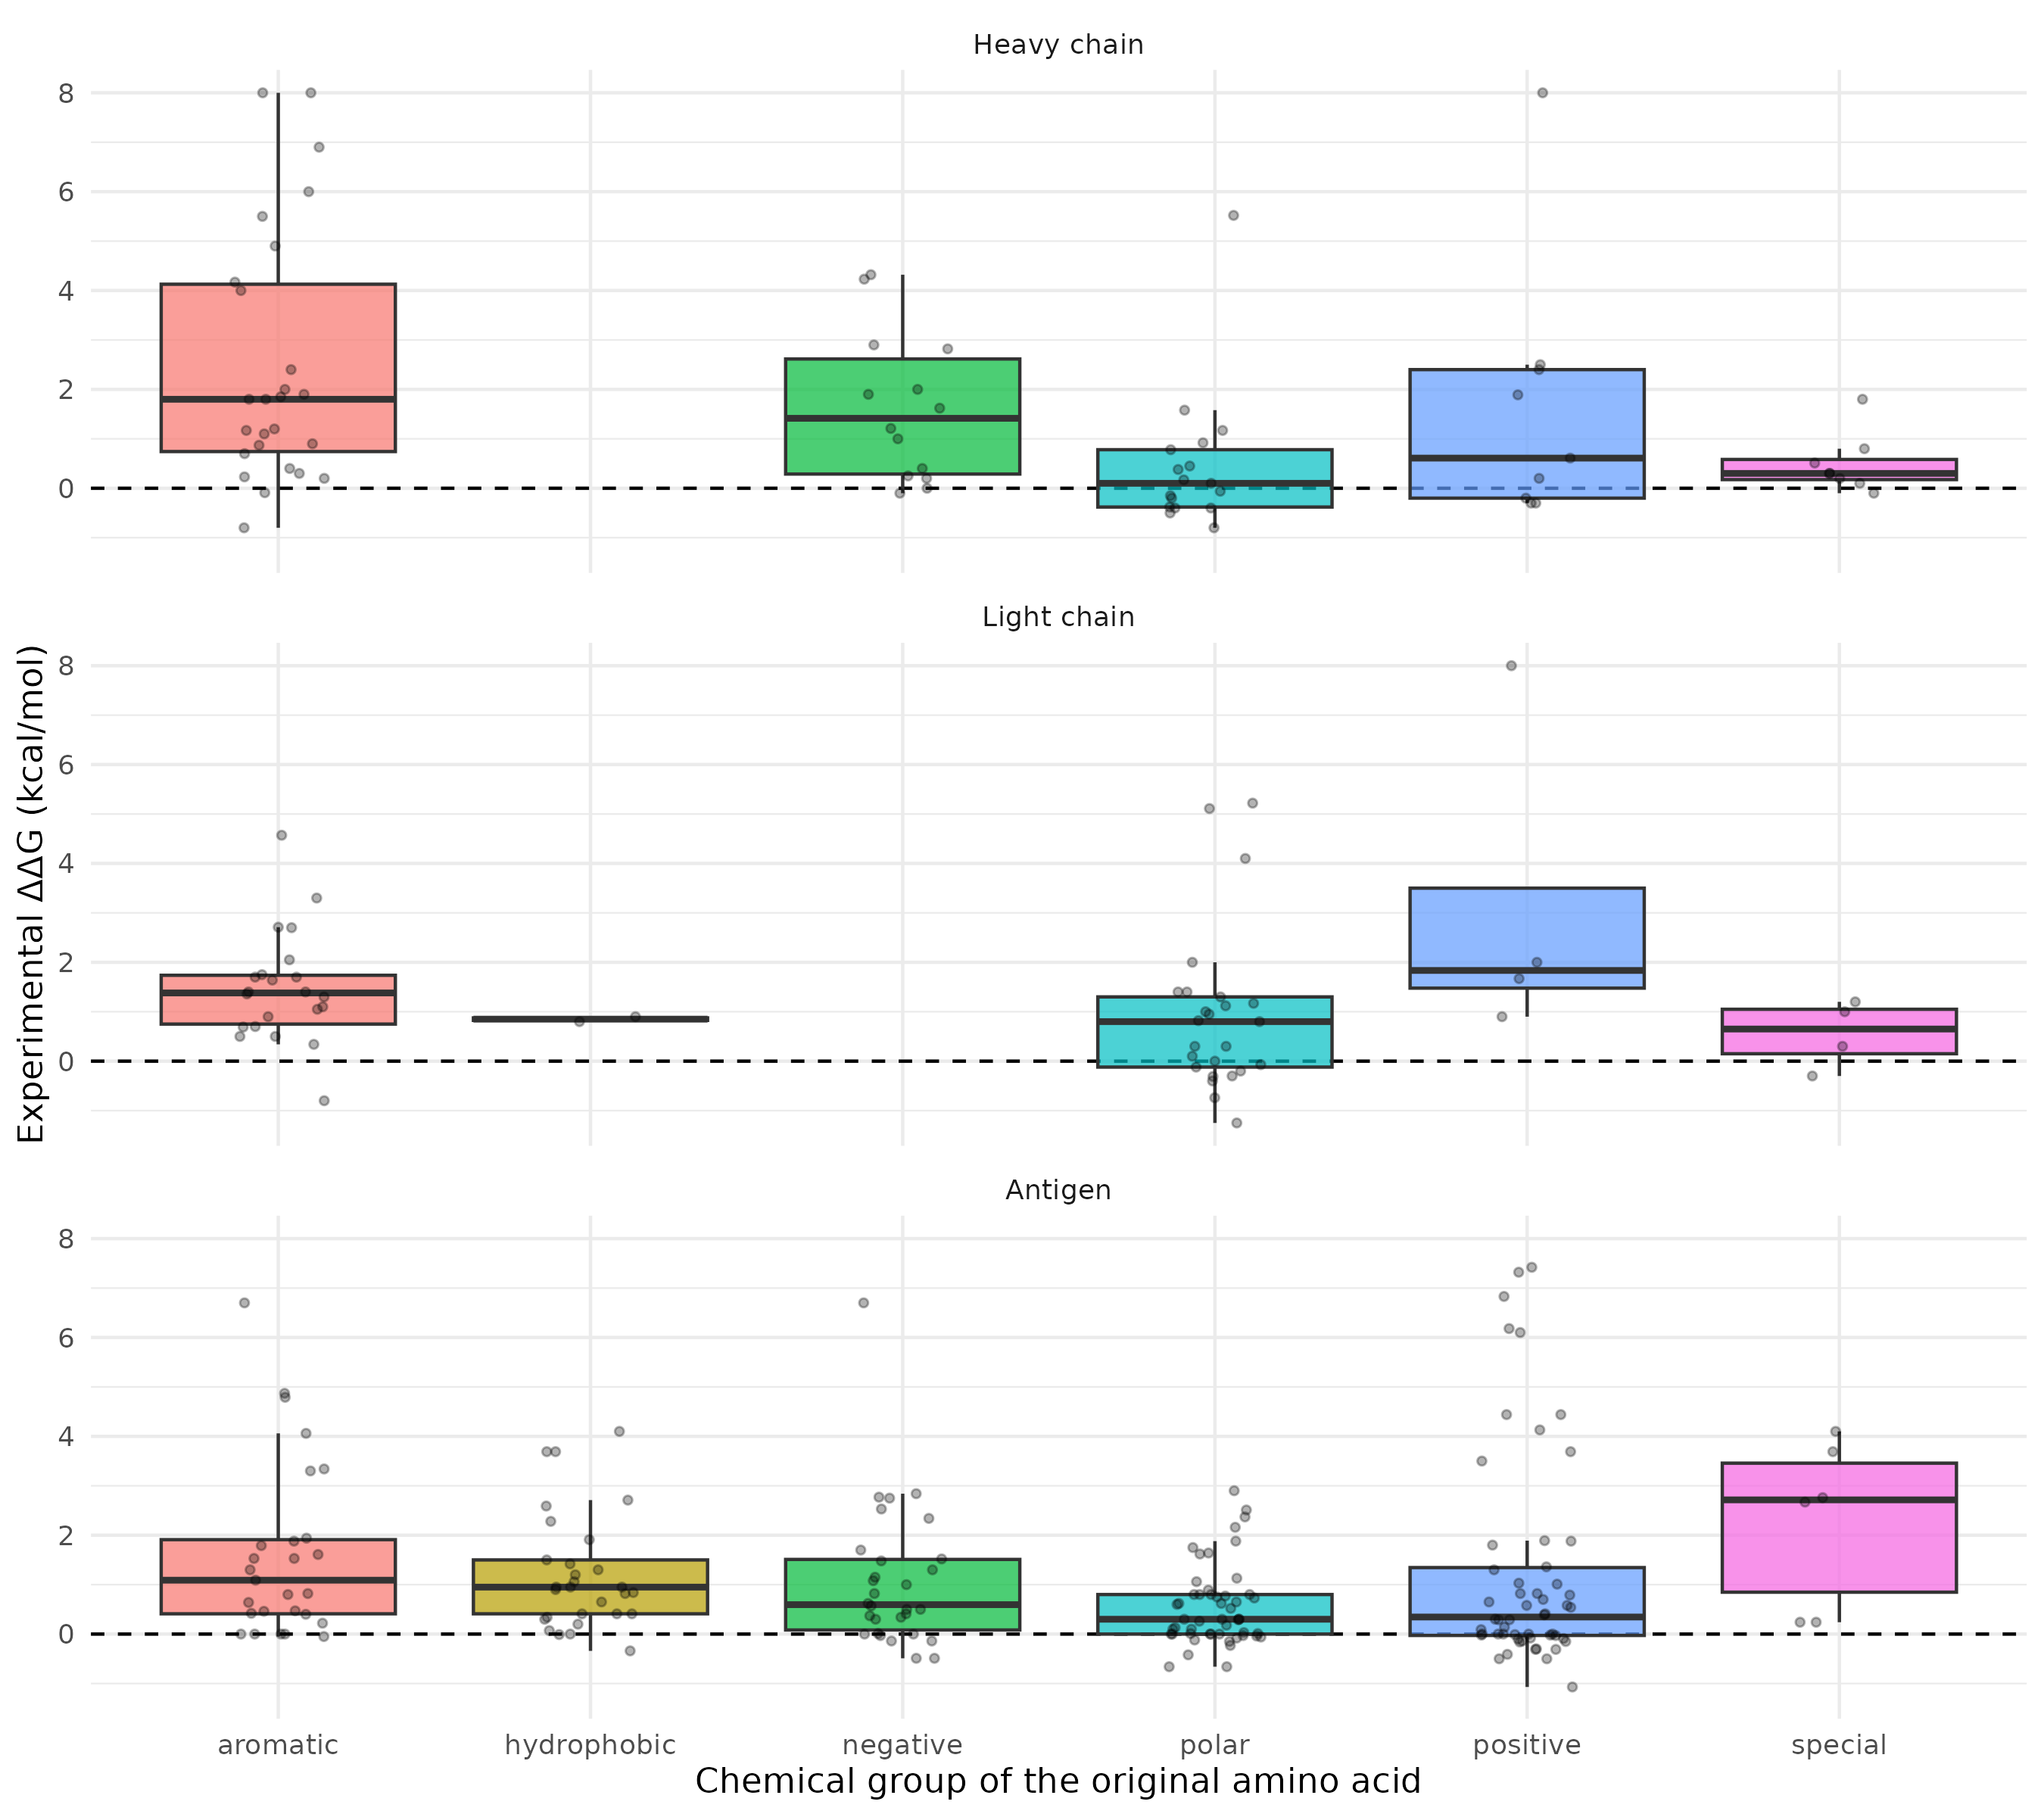 Heavy chain
8
6
4
2
0
Light chain
8
6
4
2
0
Experimental ΔΔG (kcal/mol)
Antigen
8
6
4
2
0
aromatic hydrophobic negative polar positive special
Chemical group of the original amino acid